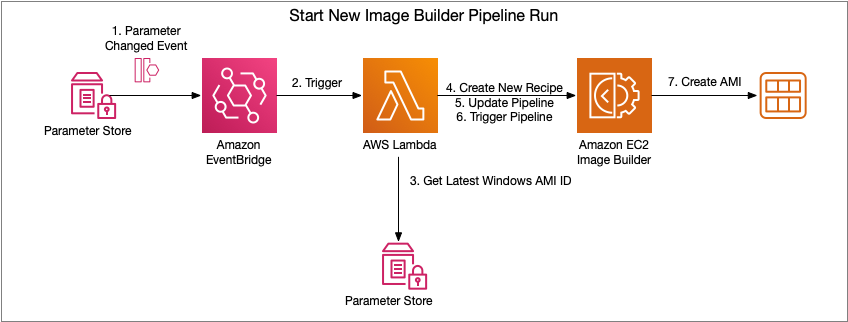 Start New Image Builder Pipeline Run
1. Parameter
Changed Event
2. Trigger
4. Create New Recipe
5. Update Pipeline
6. Trigger Pipeline
7. Create AMI
Parameter Store
Amazon
EventBridge
AWS Lambda
Amazon EC2
Image Builder
3. Get Latest Windows AMI ID
Parameter Store